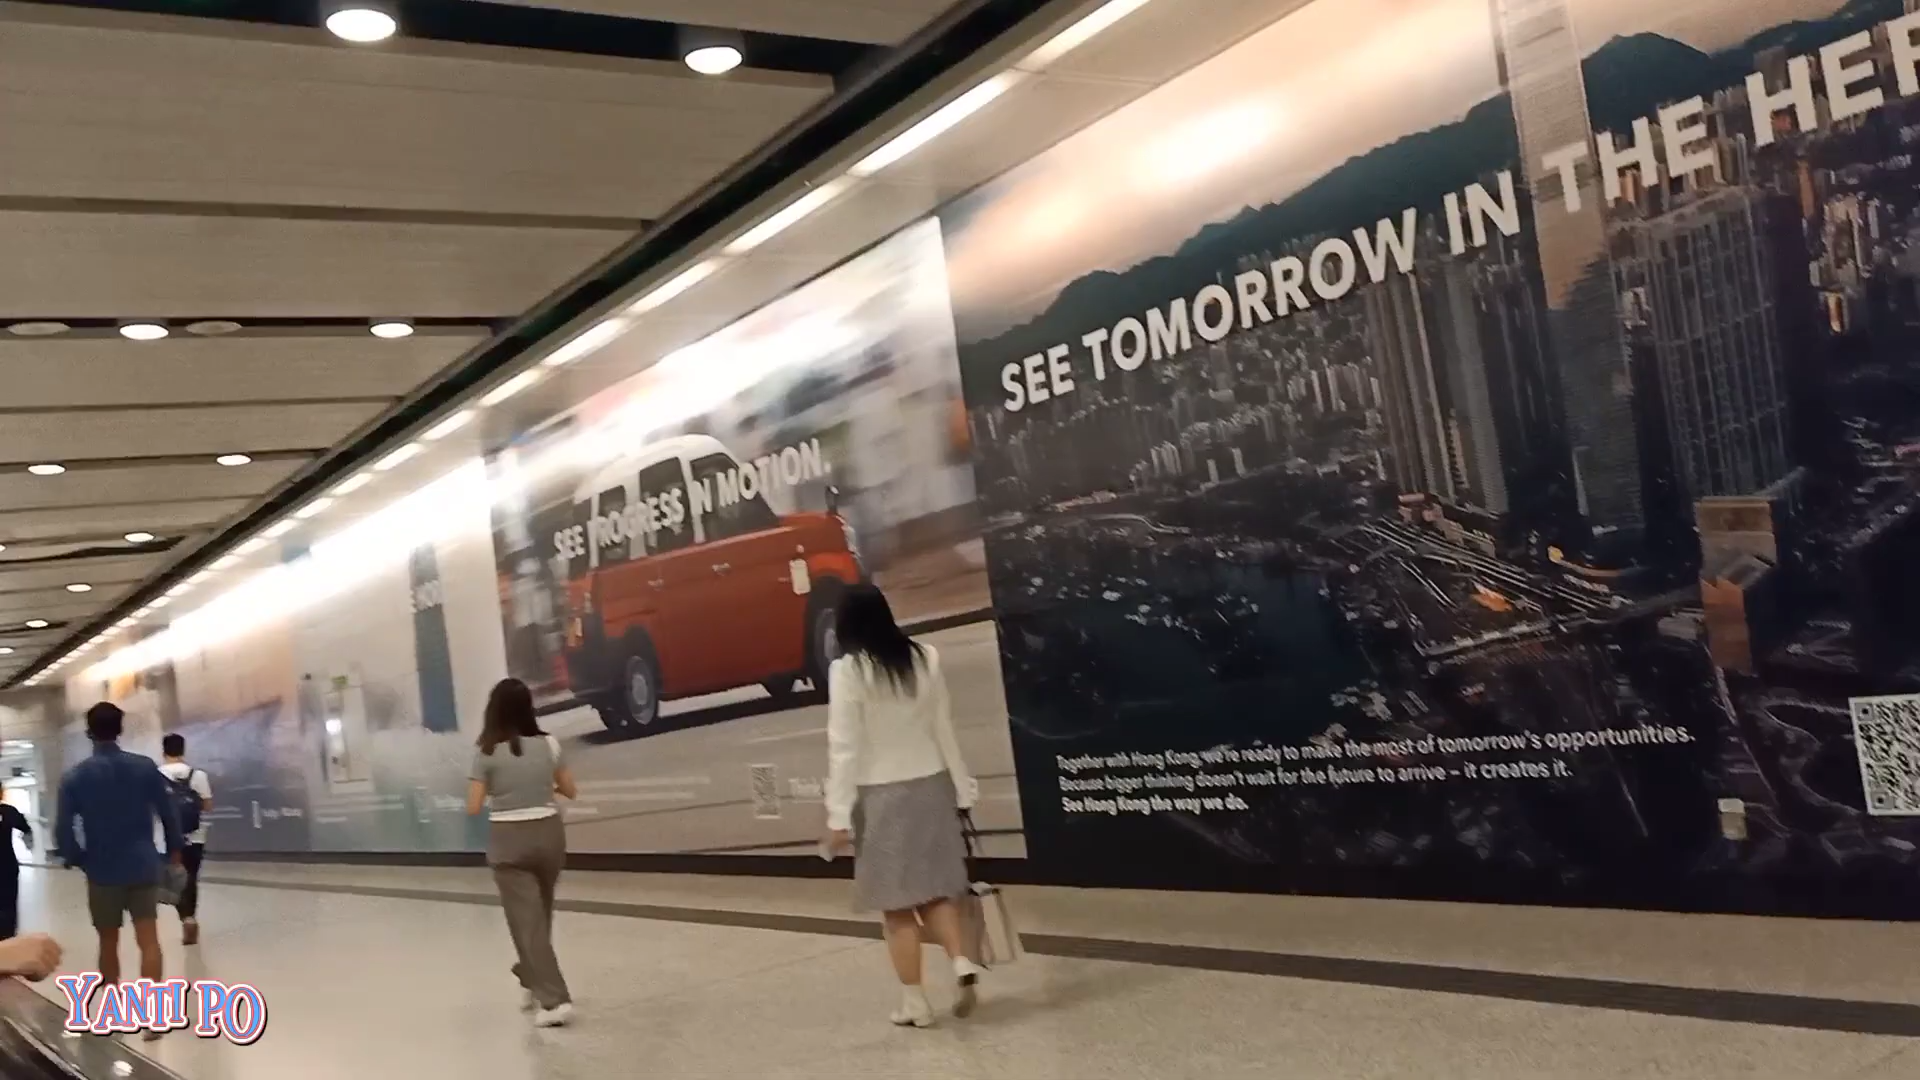 SEE TOMORROW IN THE HER
SEE PROGRESS IN MOTION.
Together with Hong Kong, we're ready to make the most of tomorrow's opportunities.
Because bigger thinking doesn't wait for the future to arrive – it creates it.
See Hong Kong the way we do.
YANTI PO